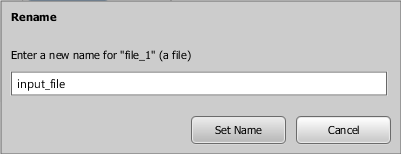 Rename
Enter a new name for "file_1" (a file)
input_file
Set Name
Cancel